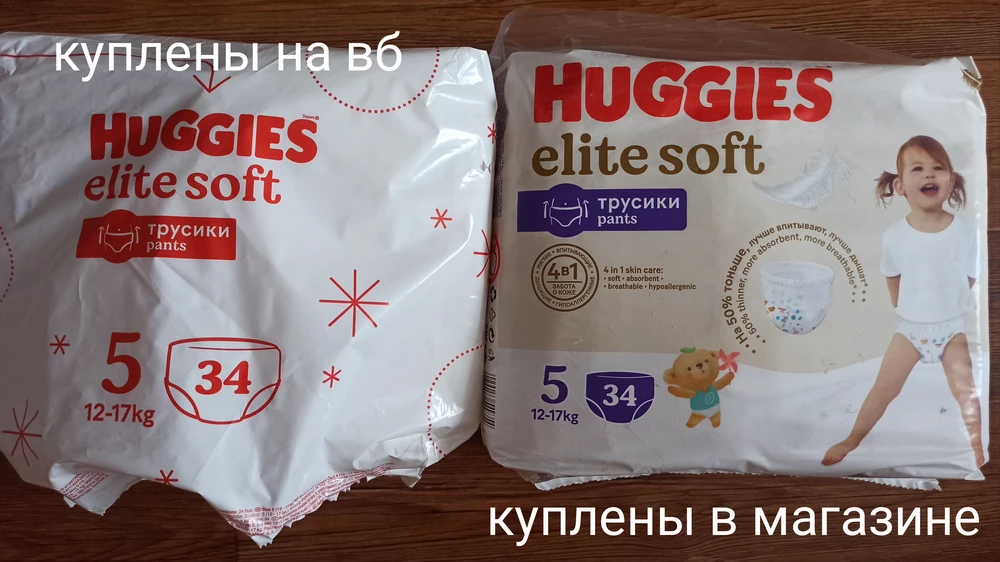 куплены на вб
HUGGIES
elite soft
трусики
pants
5
34
12-17kg
HUGGIES
elite soft
трусики
pants
4в1
ЗАБОТА
О КОЖЕ
4 in 1 skin care:
• soft • absorbent •
• breathable • hypoallergenic
• На 50% тоньше, лучше впитывают, лучше дышат*
• 50% thinner, more absorbent, more breathable*
5
34
12-17kg
куплены в магазине